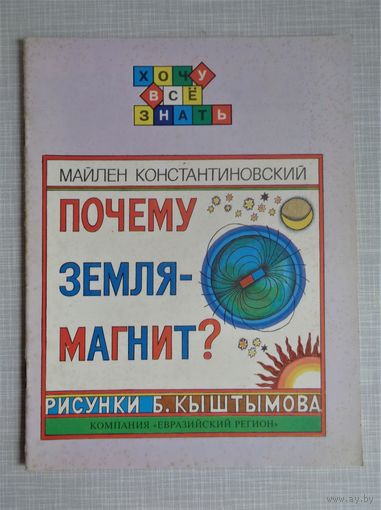 ХОЧУ
ВСЁ
ЗНАТЬ
МАЙЛЕН КОНСТАНТИНОВСКИЙ
ПОЧЕМУ
ЗЕМЛЯ-
МАГНИТ?
РИСУНКИ Б.КЫШТЫМОВА
КОМПАНИЯ «ЕВРАЗИЙСКИЙ РЕГИОН»
www.ay.by